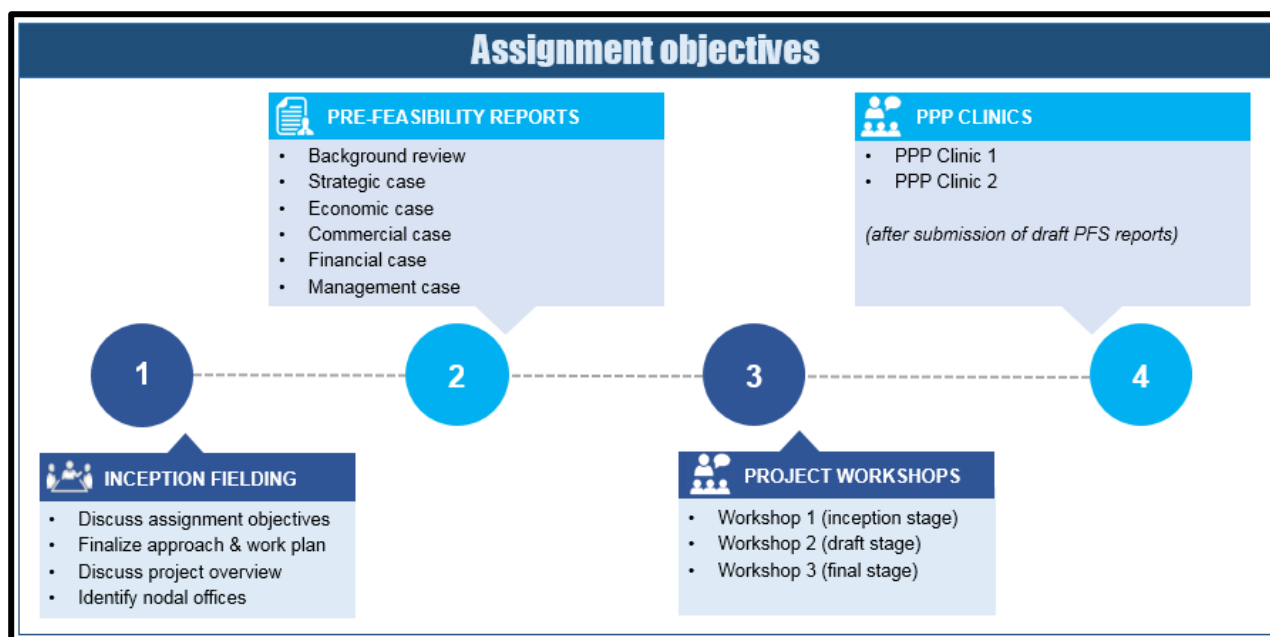 Assignment objectives
PRE-FEASIBILITY REPORTS
• Background review
• Strategic case
• Economic case
• Commercial case
• Financial case
• Management case
PPP CLINICS
• PPP Clinic 1
• PPP Clinic 2
(after submission of draft PFS reports)
1
2
3
4
INCEPTION FIELDING
• Discuss assignment objectives
• Finalize approach & work plan
• Discuss project overview
• Identify nodal offices
PROJECT WORKSHOPS
• Workshop 1 (inception stage)
• Workshop 2 (draft stage)
• Workshop 3 (final stage)